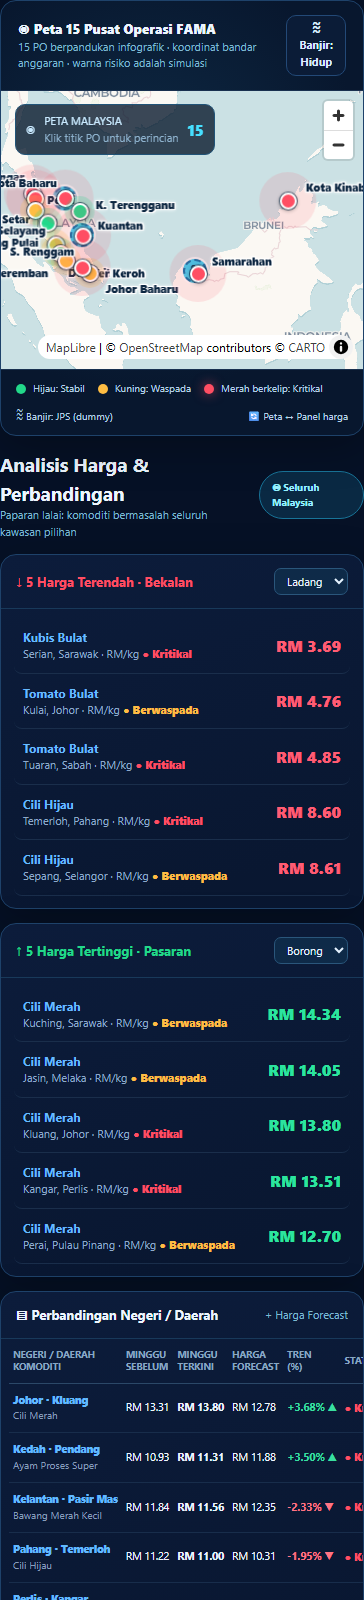 Peta 15 Pusat Operasi FAMA
15 PO berpandukan infografik · koordinat bandar
anggaran · warna risiko adalah simulasi
Banjir:
Hidup
CAMBODIA
PETA MALAYSIA
Klik titik PO untuk perincian
15
+
−
Kota Kinab
ota Baharu
K. Terengganu
Setar
Selayang
Kuantan
BRUNEI
g Pulai
S. Renggam
Samarahan
eremban
Keroh
Johor Baharu
INDONESIA
MapLibre | © OpenStreetMap contributors © CARTO
Hijau: Stabil
Kuning: Waspada
Merah berkelip: Kritikal
Banjir: JPS (dummy)
Peta ↔ Panel harga
Analisis Harga &
Perbandingan
Paparan lalai: komoditi bermasalah seluruh
kawasan pilihan
Seluruh
Malaysia
↓ 5 Harga Terendah · Bekalan
Ladang
Kubis Bulat
Serian, Sarawak · RM/kg ● Kritikal
RM 3.69
Tomato Bulat
Kulai, Johor · RM/kg ● Berwaspada
RM 4.76
Tomato Bulat
Tuaran, Sabah · RM/kg ● Kritikal
RM 4.85
Cili Hijau
Temerloh, Pahang · RM/kg ● Kritikal
RM 8.60
Cili Hijau
Sepang, Selangor · RM/kg ● Berwaspada
RM 8.61
↑ 5 Harga Tertinggi · Pasaran
Borong
Cili Merah
Kuching, Sarawak · RM/kg ● Berwaspada
RM 14.34
Cili Merah
Jasin, Melaka · RM/kg ● Berwaspada
RM 14.05
Cili Merah
Kluang, Johor · RM/kg ● Kritikal
RM 13.80
Cili Merah
Kangar, Perlis · RM/kg ● Kritikal
RM 13.51
Cili Merah
Perai, Pulau Pinang · RM/kg ● Berwaspada
RM 12.70
Perbandingan Negeri / Daerah
+ Harga Forecast
NEGERI / DAERAH
KOMODITI
MINGGU
SEBELUM
MINGGU
TERKINI
HARGA
FORECAST
TREN
(%)
STA
Johor · Kluang
Cili Merah
RM 13.31 RM 13.80 RM 12.78 +3.68% ▲ ● K
Kedah · Pendang
Ayam Proses Super
RM 10.93 RM 11.31 RM 11.88 +3.50% ▲ ● K
Kelantan · Pasir Mas
Bawang Merah Kecil
RM 11.84 RM 11.56 RM 12.35 -2.33% ▼ ● K
Pahang · Temerloh
Cili Hijau
RM 11.22 RM 11.00 RM 10.31 -1.95% ▼ ● K
Perlis · Kangar